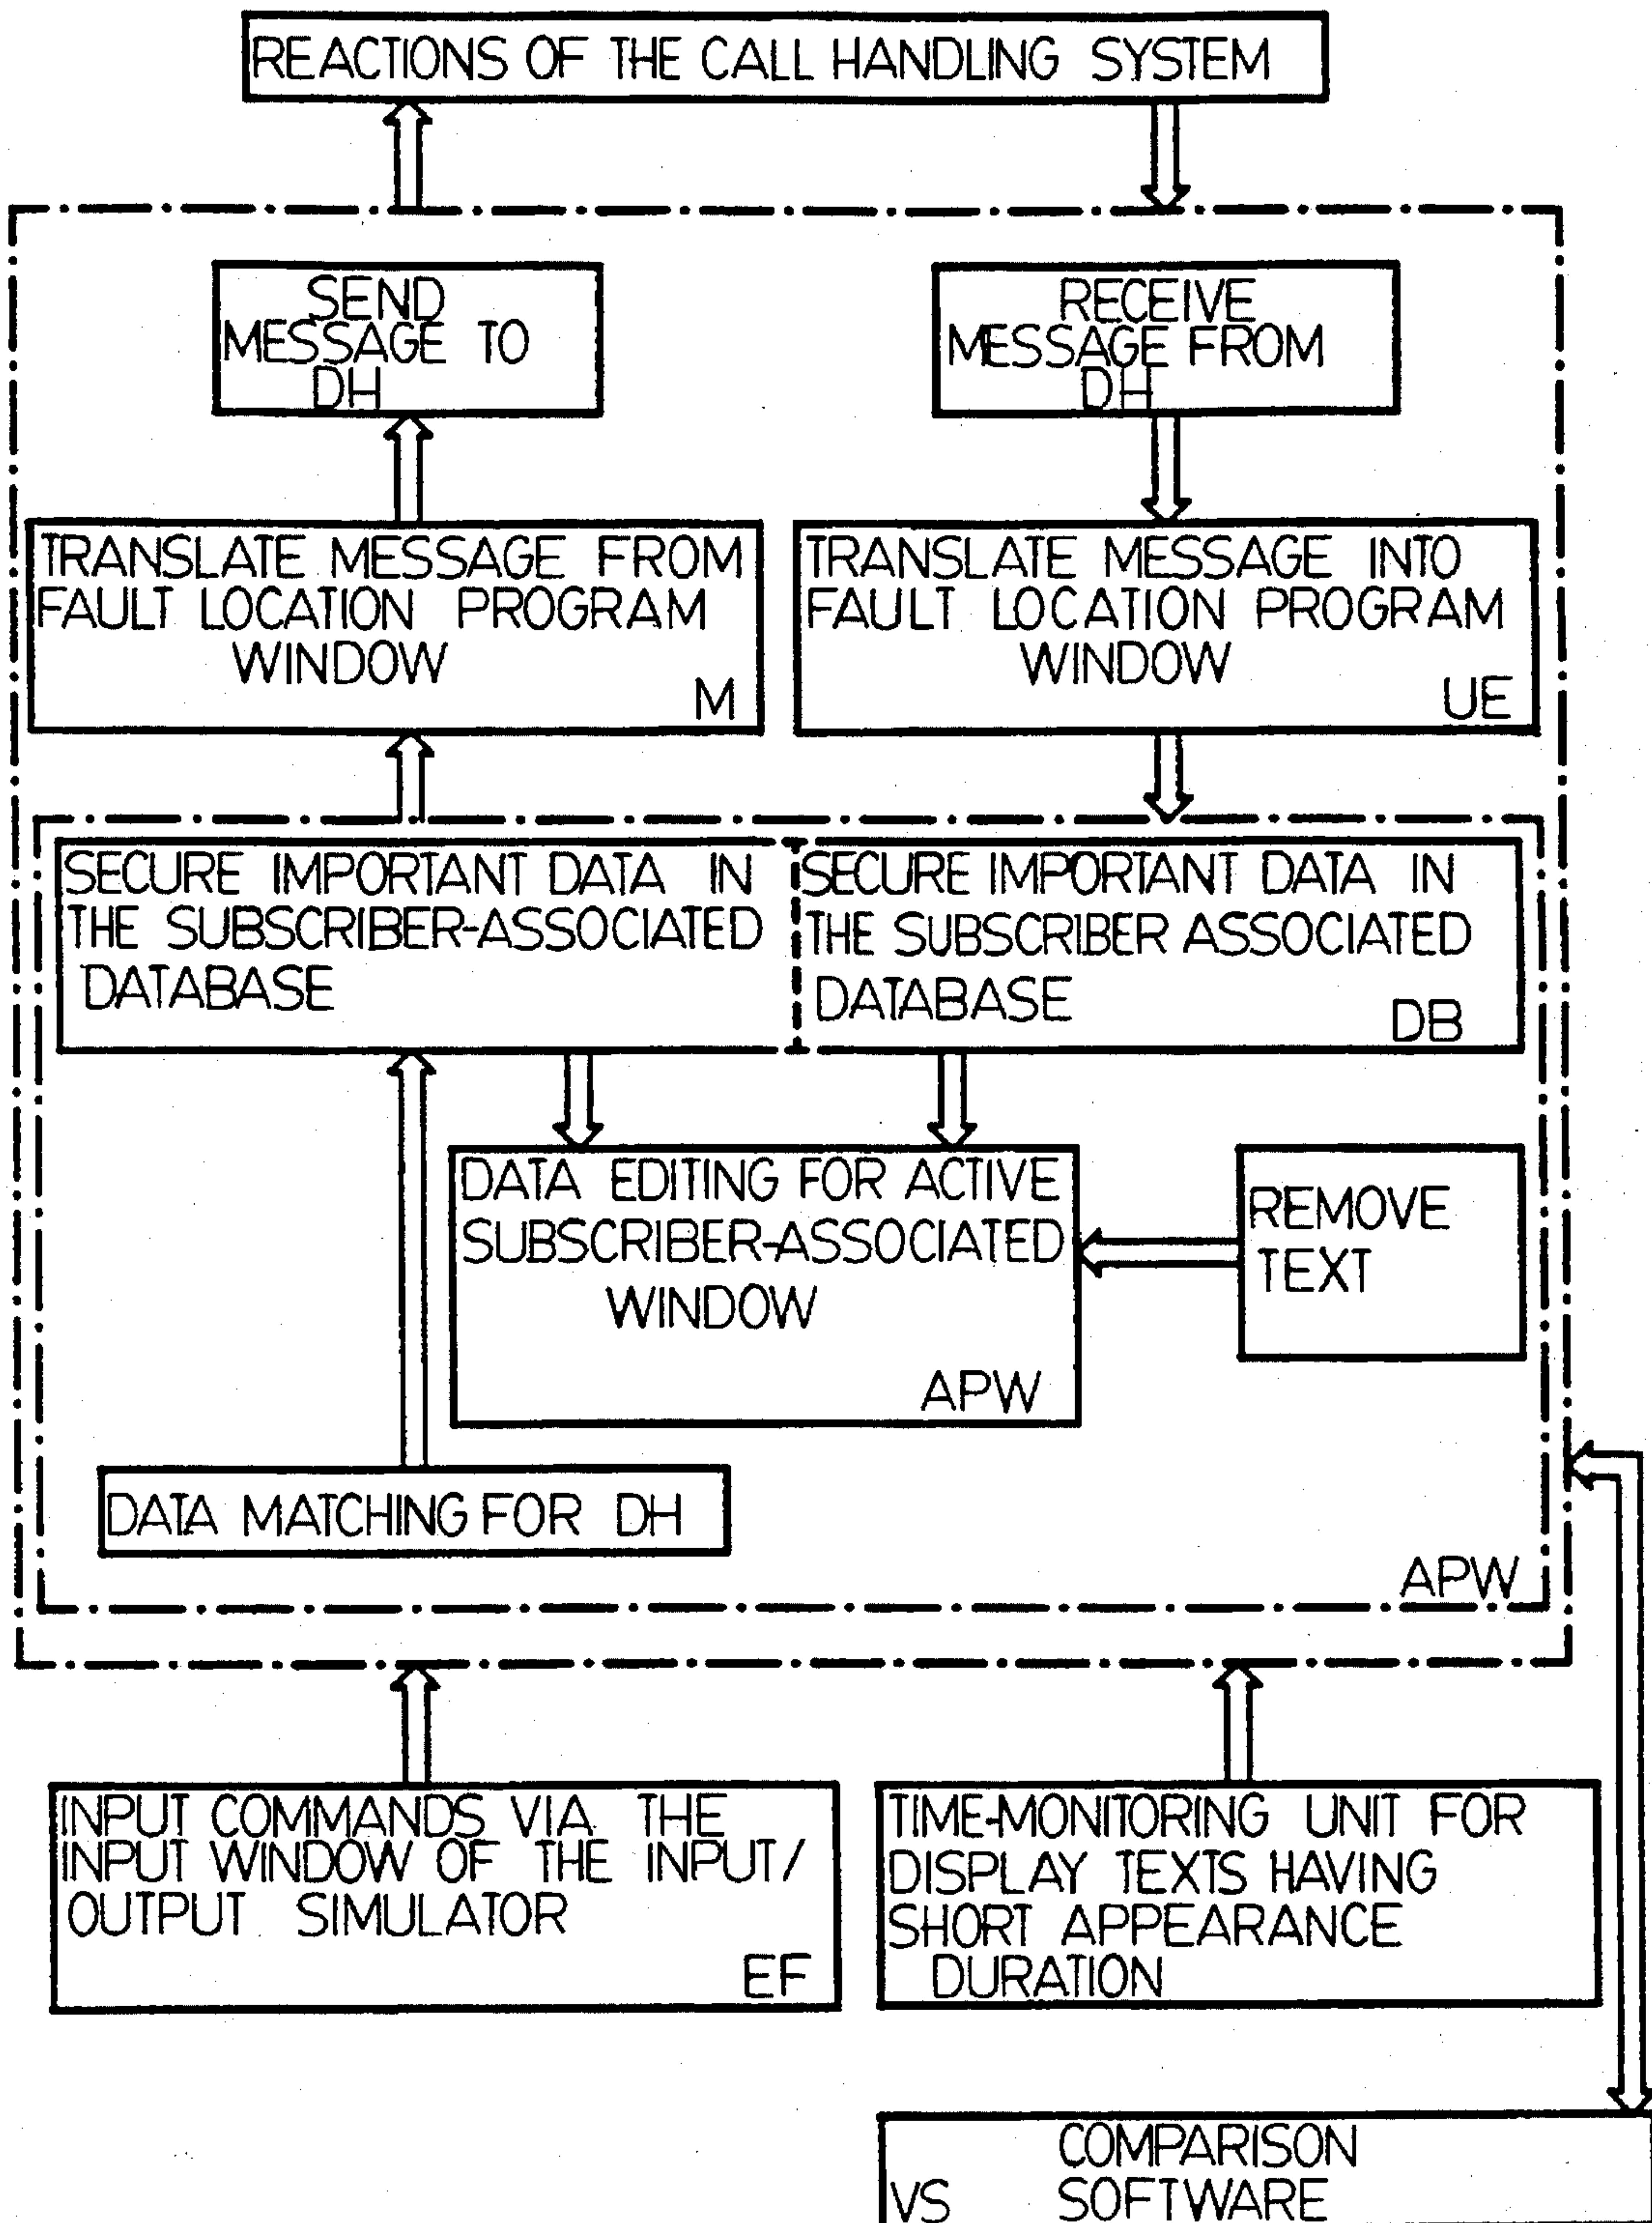 REACTIONS OF THE CALL HANDLING SYSTEM
SEND
MESSAGE TO
DH
RECEIVE
MESSAGE FROM
DH
TRANSLATE MESSAGE FROM
FAULT LOCATION PROGRAM
WINDOW
M
TRANSLATE MESSAGE INTO
FAULT LOCATION PROGRAM
WINDOW
UE
SECURE IMPORTANT DATA IN
THE SUBSCRIBER-ASSOCIATED
DATABASE
SECURE IMPORTANT DATA IN
THE SUBSCRIBER ASSOCIATED
DATABASE
DB
DATA EDITING FOR ACTIVE
SUBSCRIBER-ASSOCIATED
WINDOW
APW
REMOVE
TEXT
DATA MATCHING FOR DH
APW
INPUT COMMANDS VIA THE
INPUT WINDOW OF THE INPUT/
OUTPUT SIMULATOR
EF
TIME-MONITORING UNIT FOR
DISPLAY TEXTS HAVING
SHORT APPEARANCE
DURATION
COMPARISON
VS SOFTWARE